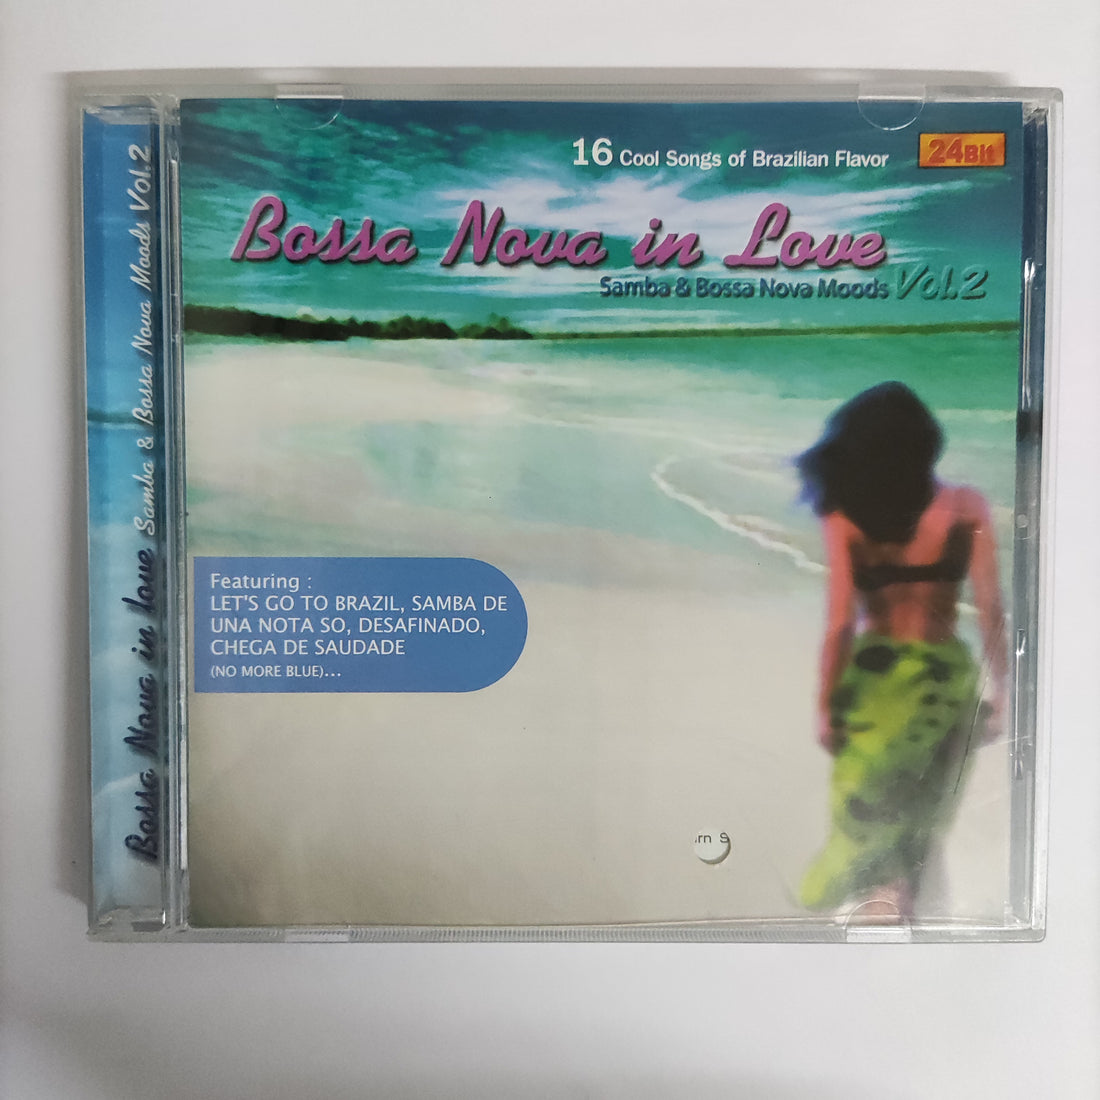 16 Cool Songs of Brazilian Flavor
24Bit
Bossa Nova in Love
Samba & Bossa Nova Moods Vol.2
Featuring :
LET'S GO TO BRAZIL, SAMBA DE
UNA NOTA SO, DESAFINADO,
CHEGA DE SAUDADE
(NO MORE BLUE)...
Bossa Nova in Love Samba & Bossa Nova Moods Vol.2